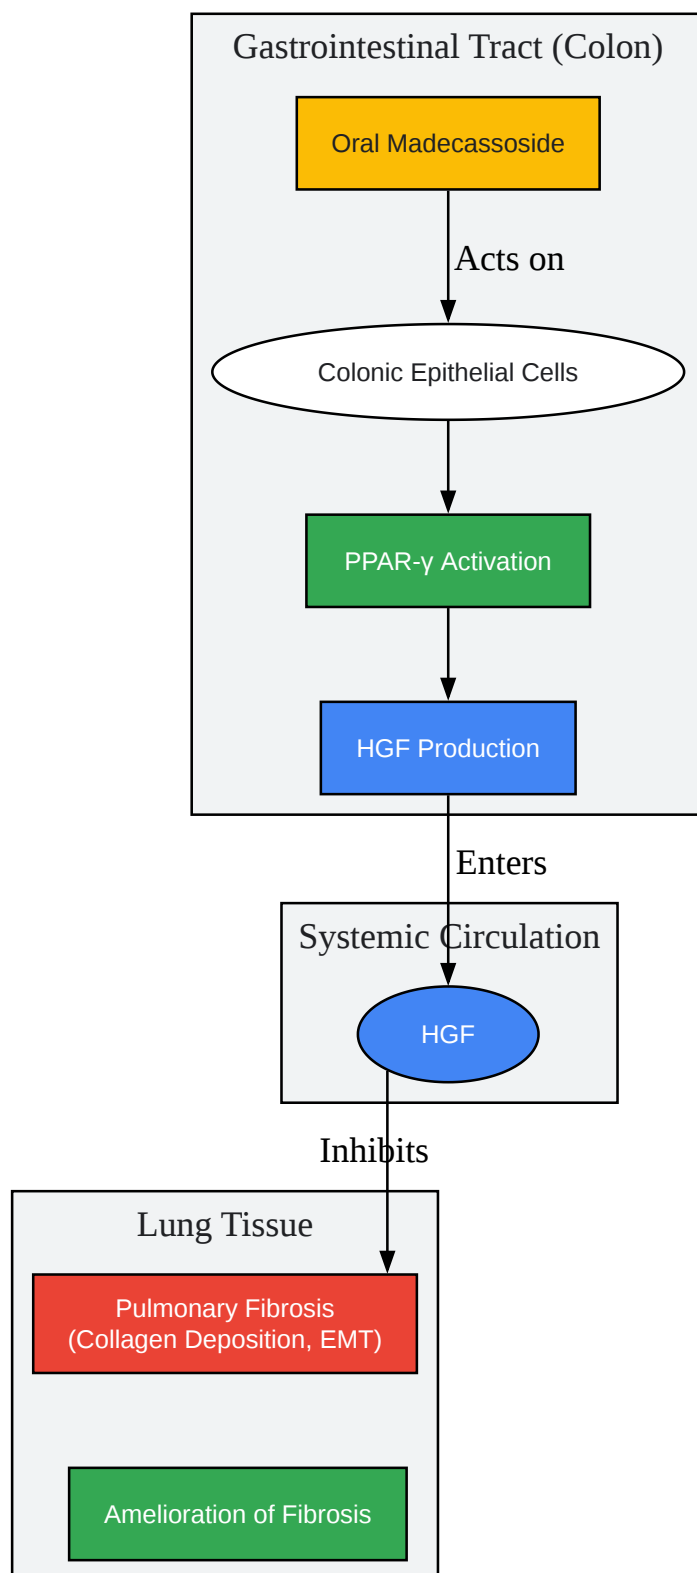 Gastrointestinal Tract (Colon)
Oral Madecassoside
Acts on
Colonic Epithelial Cells
PPAR-γ Activation
HGF Production
Enters
Systemic Circulation
HGF
Inhibits
Lung Tissue
Pulmonary Fibrosis
(Collagen Deposition, EMT)
Amelioration of Fibrosis